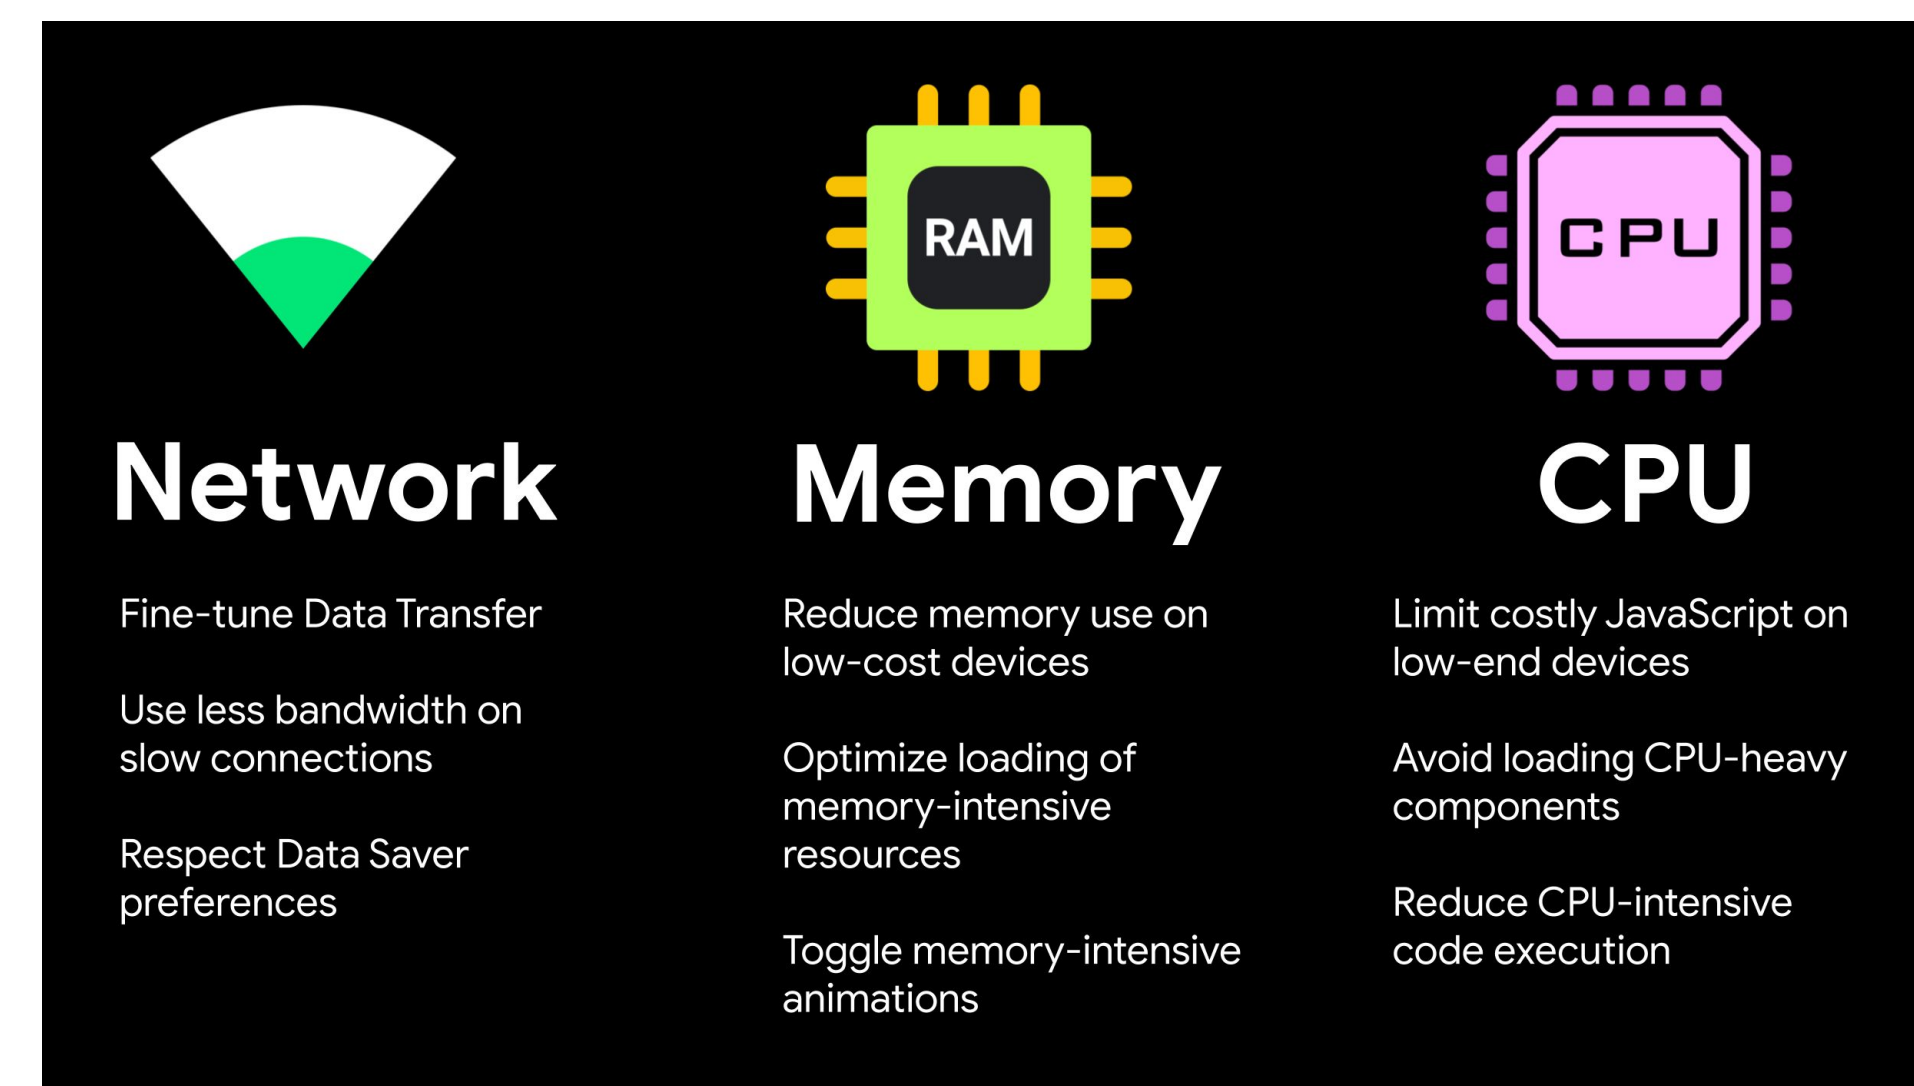 RAM
CPU
Network
Fine-tune Data Transfer
Use less bandwidth on
slow connections
Respect Data Saver
preferences
Memory
Reduce memory use on
low-cost devices
Optimize loading of
memory-intensive
resources
Toggle memory-intensive
animations
CPU
Limit costly JavaScript on
low-end devices
Avoid loading CPU-heavy
components
Reduce CPU-intensive
code execution